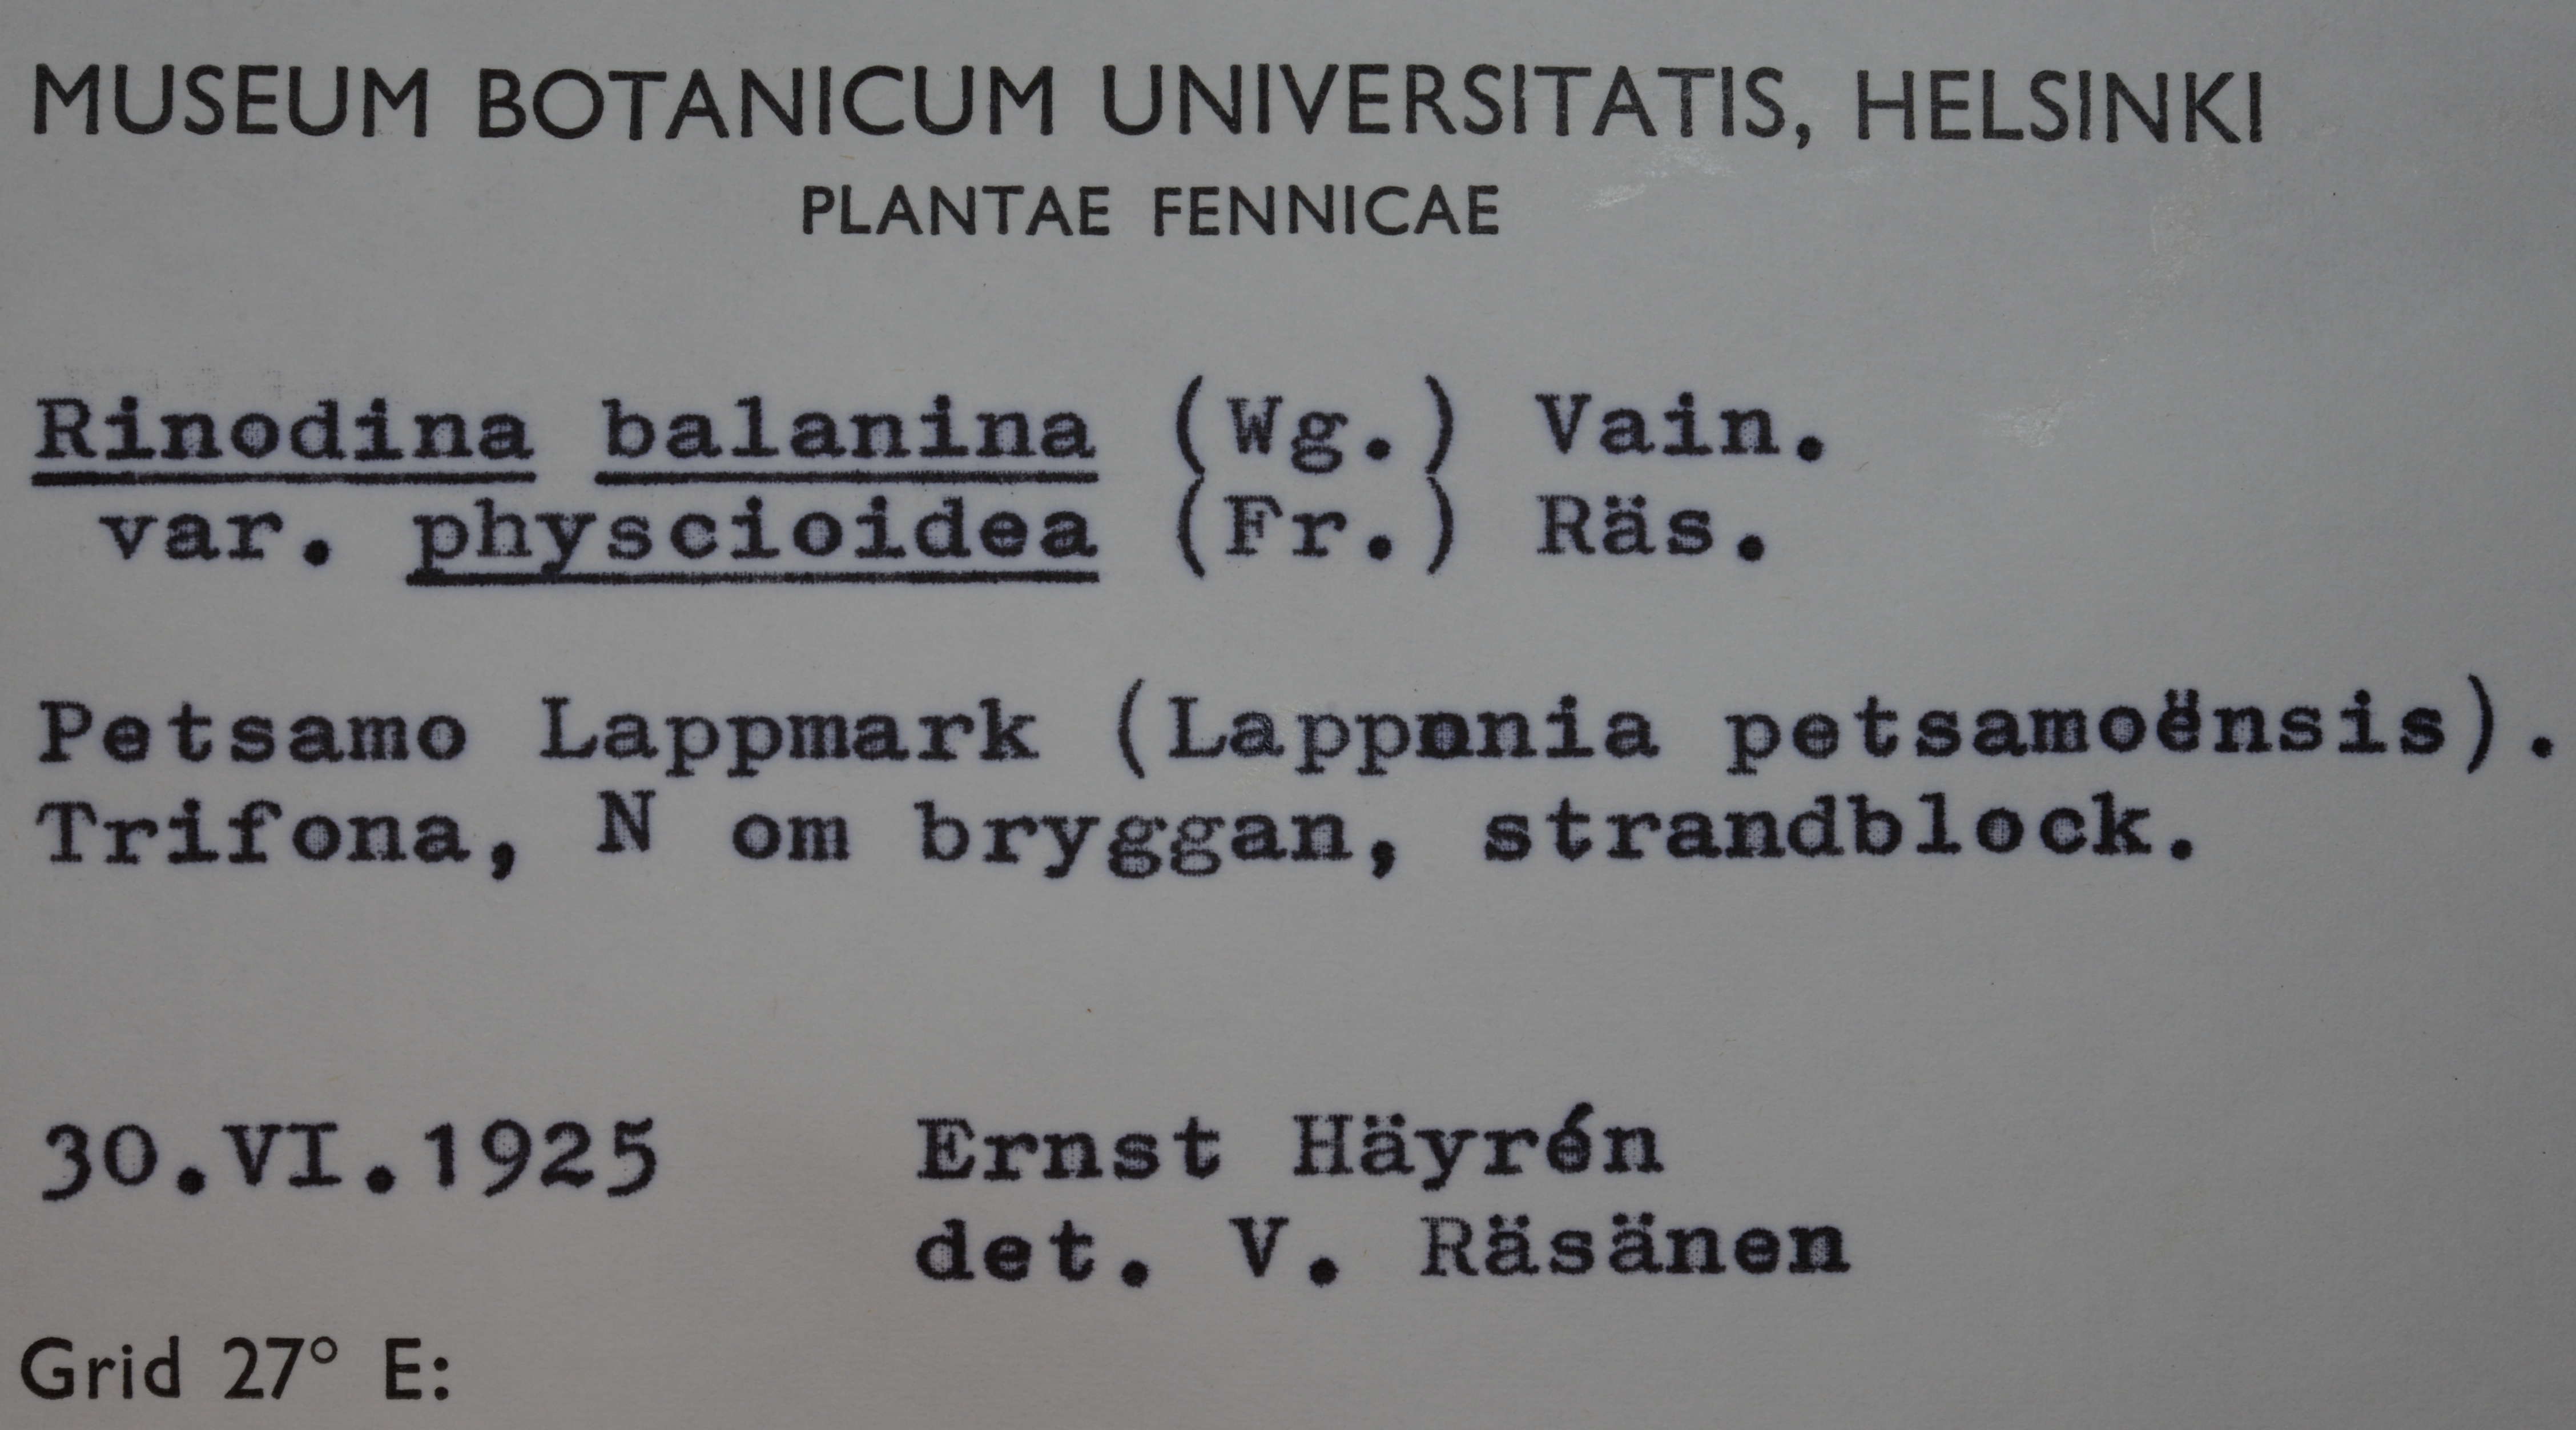 MUSEUM BOTANICUM UNIVERSITATIS, HELSINKI
PLANTAE FENNICAE
Rinodina balanina (Wg.) Vain.
var. physcioidea (Fr.) Räs.
Petsamo Lappmark (Lapponia petsamoënsis).
Trifona, N om bryggan, strandblock.
30.VI.1925 Ernst Häyrén
det. V. Räsänen
Grid 27° E: